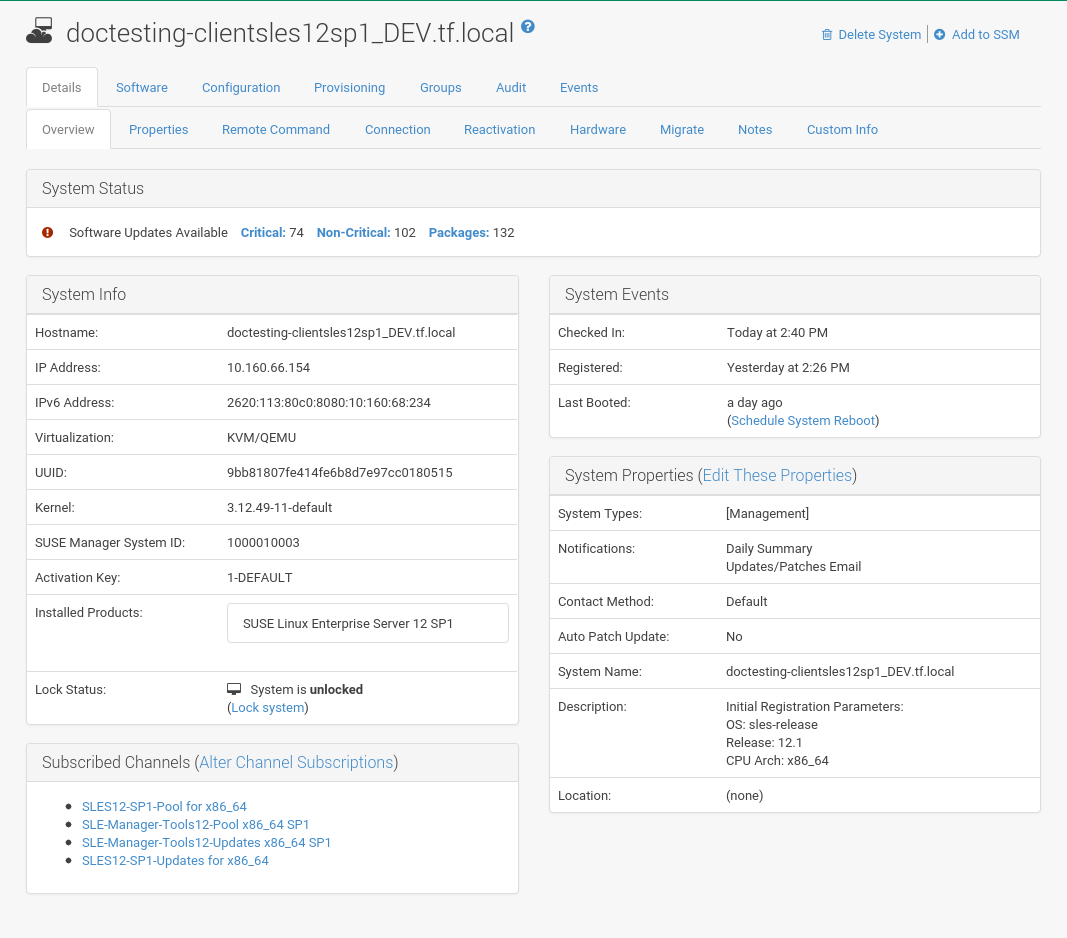 doctesting-clientsles12sp1_DEV.tf.local ?
Delete System | Add to SSM
Details Software Configuration Provisioning Groups Audit Events
Overview Properties Remote Command Connection Reactivation Hardware Migrate Notes Custom Info
System Status
Software Updates Available Critical: 74 Non-Critical: 102 Packages: 132
System Info
Hostname: doctesting-clientsles12sp1_DEV.tf.local
IP Address: 10.160.66.154
IPv6 Address: 2620:113:80c0:8080:10:160:68:234
Virtualization: KVM/QEMU
UUID: 9bb81807fe414fe6b8d7e97cc0180515
Kernel: 3.12.49-11-default
SUSE Manager System ID: 1000010003
Activation Key: 1-DEFAULT
Installed Products: SUSE Linux Enterprise Server 12 SP1
Lock Status: System is unlocked
(Lock system)
Subscribed Channels (Alter Channel Subscriptions)
SLES12-SP1-Pool for x86_64
SLE-Manager-Tools12-Pool x86_64 SP1
SLE-Manager-Tools12-Updates x86_64 SP1
SLES12-SP1-Updates for x86_64
System Events
Checked In: Today at 2:40 PM
Registered: Yesterday at 2:26 PM
Last Booted: a day ago
(Schedule System Reboot)
System Properties (Edit These Properties)
System Types: [Management]
Notifications: Daily Summary
Updates/Patches Email
Contact Method: Default
Auto Patch Update: No
System Name: doctesting-clientsles12sp1_DEV.tf.local
Description: Initial Registration Parameters:
OS: sles-release
Release: 12.1
CPU Arch: x86_64
Location: (none)